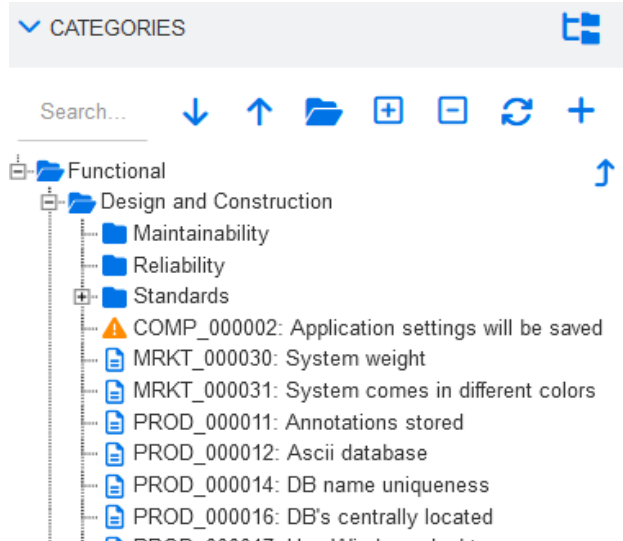 CATEGORIES
Search...
Functional
Design and Construction
Maintainability
Reliability
Standards
COMP_000002: Application settings will be saved
MRKT_000030: System weight
MRKT_000031: System comes in different colors
PROD_000011: Annotations stored
PROD_000012: Ascii database
PROD_000014: DB name uniqueness
PROD_000016: DB's centrally located